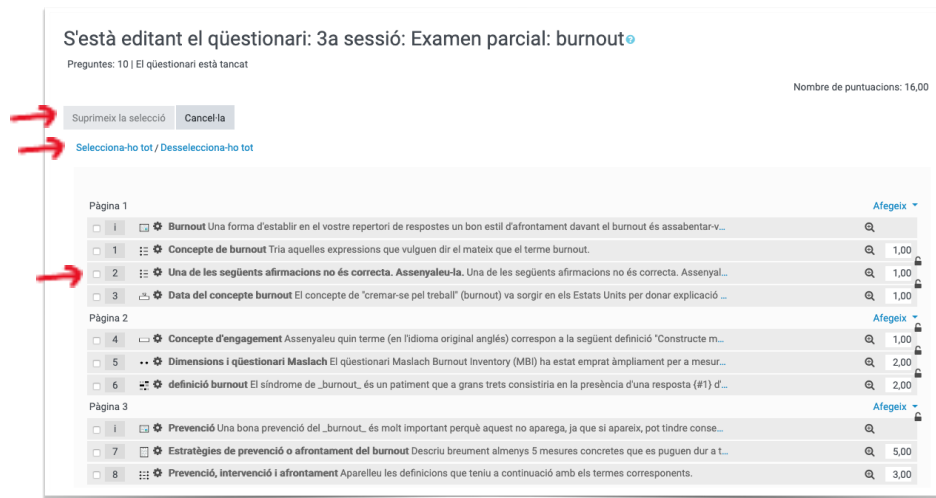 S'està editant el qüestionari: 3a sessió: Examen parcial: burnout
Preguntes: 10 | El qüestionari està tancat
Nombre de puntuacions: 16,00
Suprimeix la selecció Cancel·la
Selecciona-ho tot / Desselecciona-ho tot
Pàgina 1 Afegeix
i Burnout Una forma d'establir en el vostre repertori de respostes un bon estil d'afrontament davant el burnout és assabentar-v...
1 Concepte de burnout Tria aquelles expressions que vulguen dir el mateix que el terme burnout. 1,00
2 Una de les següents afirmacions no és correcta. Assenyaleu-la. Una de les següents afirmacions no és correcta. Assenyal... 1,00
3 Data del concepte burnout El concepte de "cremar-se pel treball" (burnout) va sorgir en els Estats Units per donar explicació ... 1,00
Pàgina 2 Afegeix
4 Concepte d'engagement Assenyaleu quin terme (en l'idioma original anglés) correspon a la següent definició "Constructe m... 1,00
5 Dimensions i qüestionari Maslach El qüestionari Maslach Burnout Inventory (MBI) ha estat emprat àmpliament per a mesur... 2,00
6 definició burnout El síndrome de _burnout_ és un patiment que a grans trets consistiria en la presència d'una resposta {#1} d'... 2,00
Pàgina 3 Afegeix
i Prevenció Una bona prevenció del _burnout_ és molt important perquè aquest no aparega, ja que si apareix, pot tindre conse...
7 Estratègies de prevenció o afrontament del burnout Descriu breument almenys 5 mesures concretes que es puguen dur a t... 5,00
8 Prevenció, intervenció i afrontament Aparelleu les definicions que teniu a continuació amb els termes corresponents. 3,00